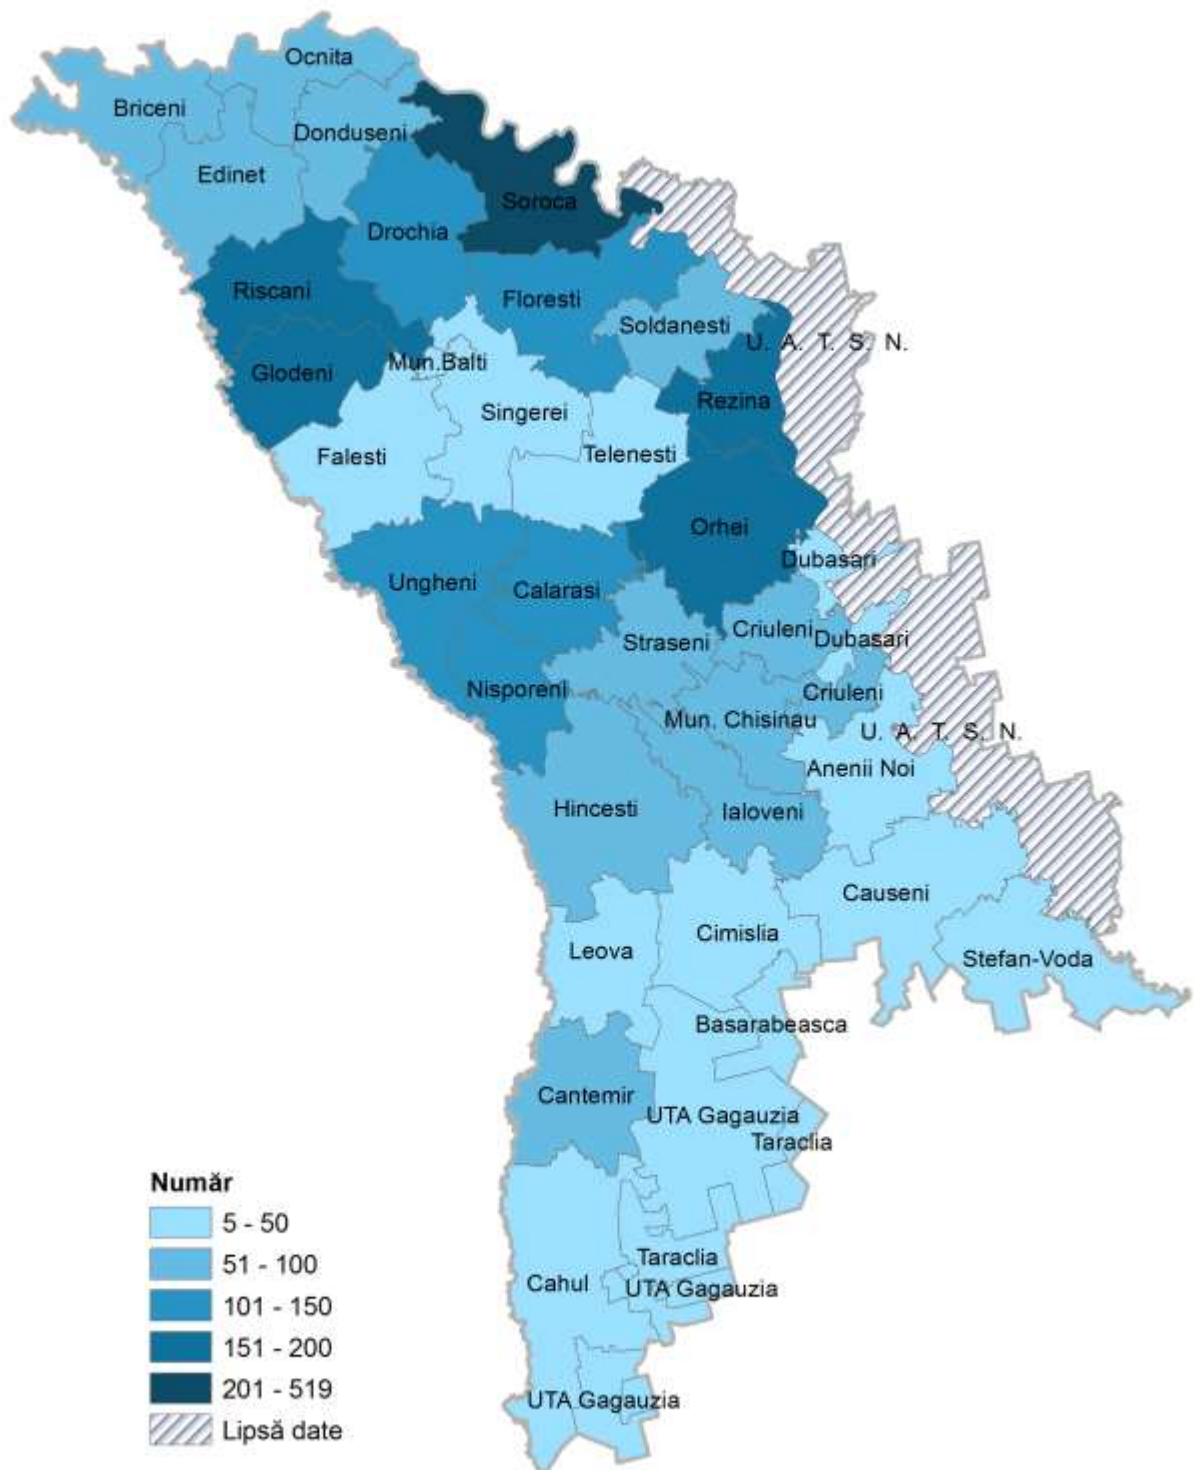 Ocnita
Briceni
Donduseni
Edinet
Soroca
Drochia
Riscani
Floresti
Soldanesti
U. A. T. S. N.
Mun.Balti
Glodeni
Rezina
Singerei
Telenesti
Falesti
Orhei
Dubasari
Ungheni
Calarasi
Criuleni
Dubasari
Straseni
Nisporeni
Criuleni
Mun. Chisinau
U. A. T. S. N.
Anenii Noi
Hincesti
Ialoveni
Causeni
Cimislia
Leova
Stefan-Voda
Basarabeasca
Cantemir
UTA Gagauzia
Taraclia
Taraclia
Cahul
UTA Gagauzia
UTA Gagauzia
Număr
5 - 50
51 - 100
101 - 150
151 - 200
201 - 519
Lipsă date